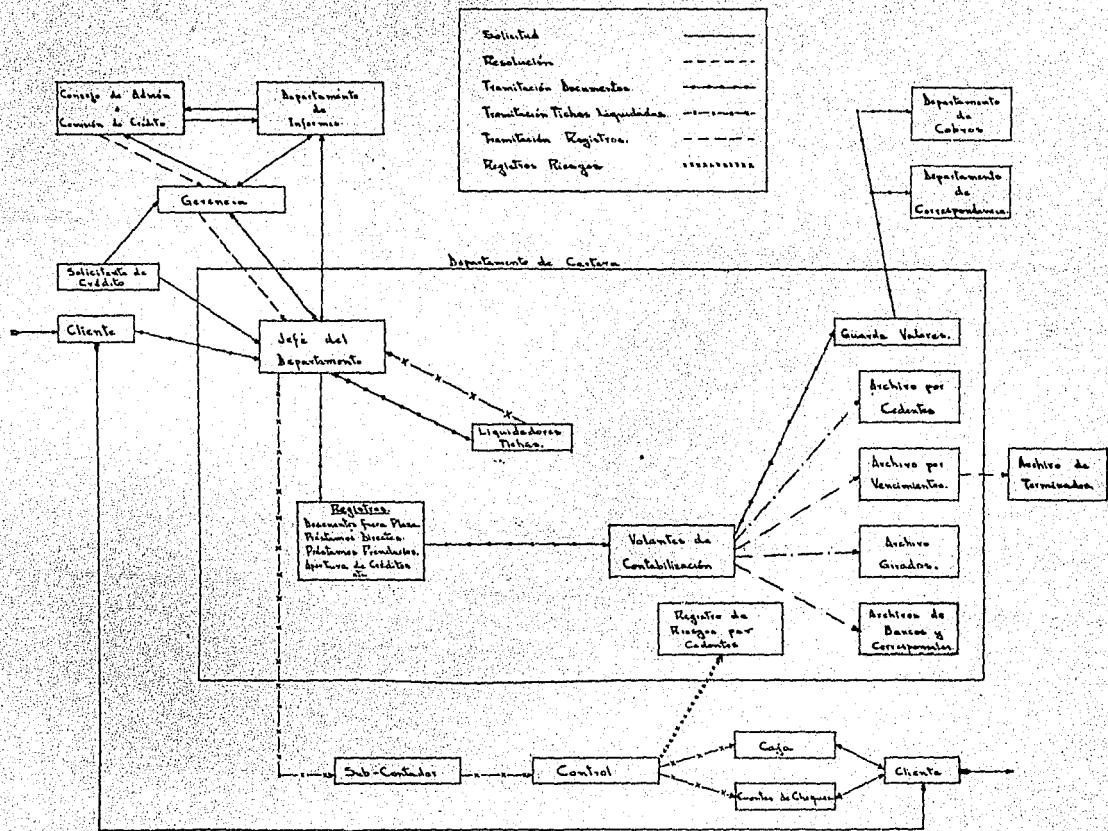 Solicitud
Resolución
Tramitación Documentos
Tramitación Fichas Liquidadas.
Tramitación Registros.
Registros Riesgos
Consejo de Admón
o
Comisión de Crédito
Departamento
de
Informes.
Gerencia
Solicitante de
Crédito
Cliente
Departamento
de
Cobros
Departamento
de
Correspondencia.
Departamento de Cartera
Jefe del
Departamento
Liquidadores
Fichas.
Guarda Valores.
Archivo por
Cedentes
Archivo por
Vencimientos.
Archivo de
Terminados
Registros.
Descuentos Fuera Plaza
Préstamos Directos.
Préstamos Prendarios.
Apertura de Créditos
etc
Volantes de
Contabilización
Archivo
Girados.
Registro de
Riesgos por
Cedentes
Archivos de
Bancos y
Corresponsales.
Sub-Contador
Control
Caja
Cuentas de Cheques
Cliente